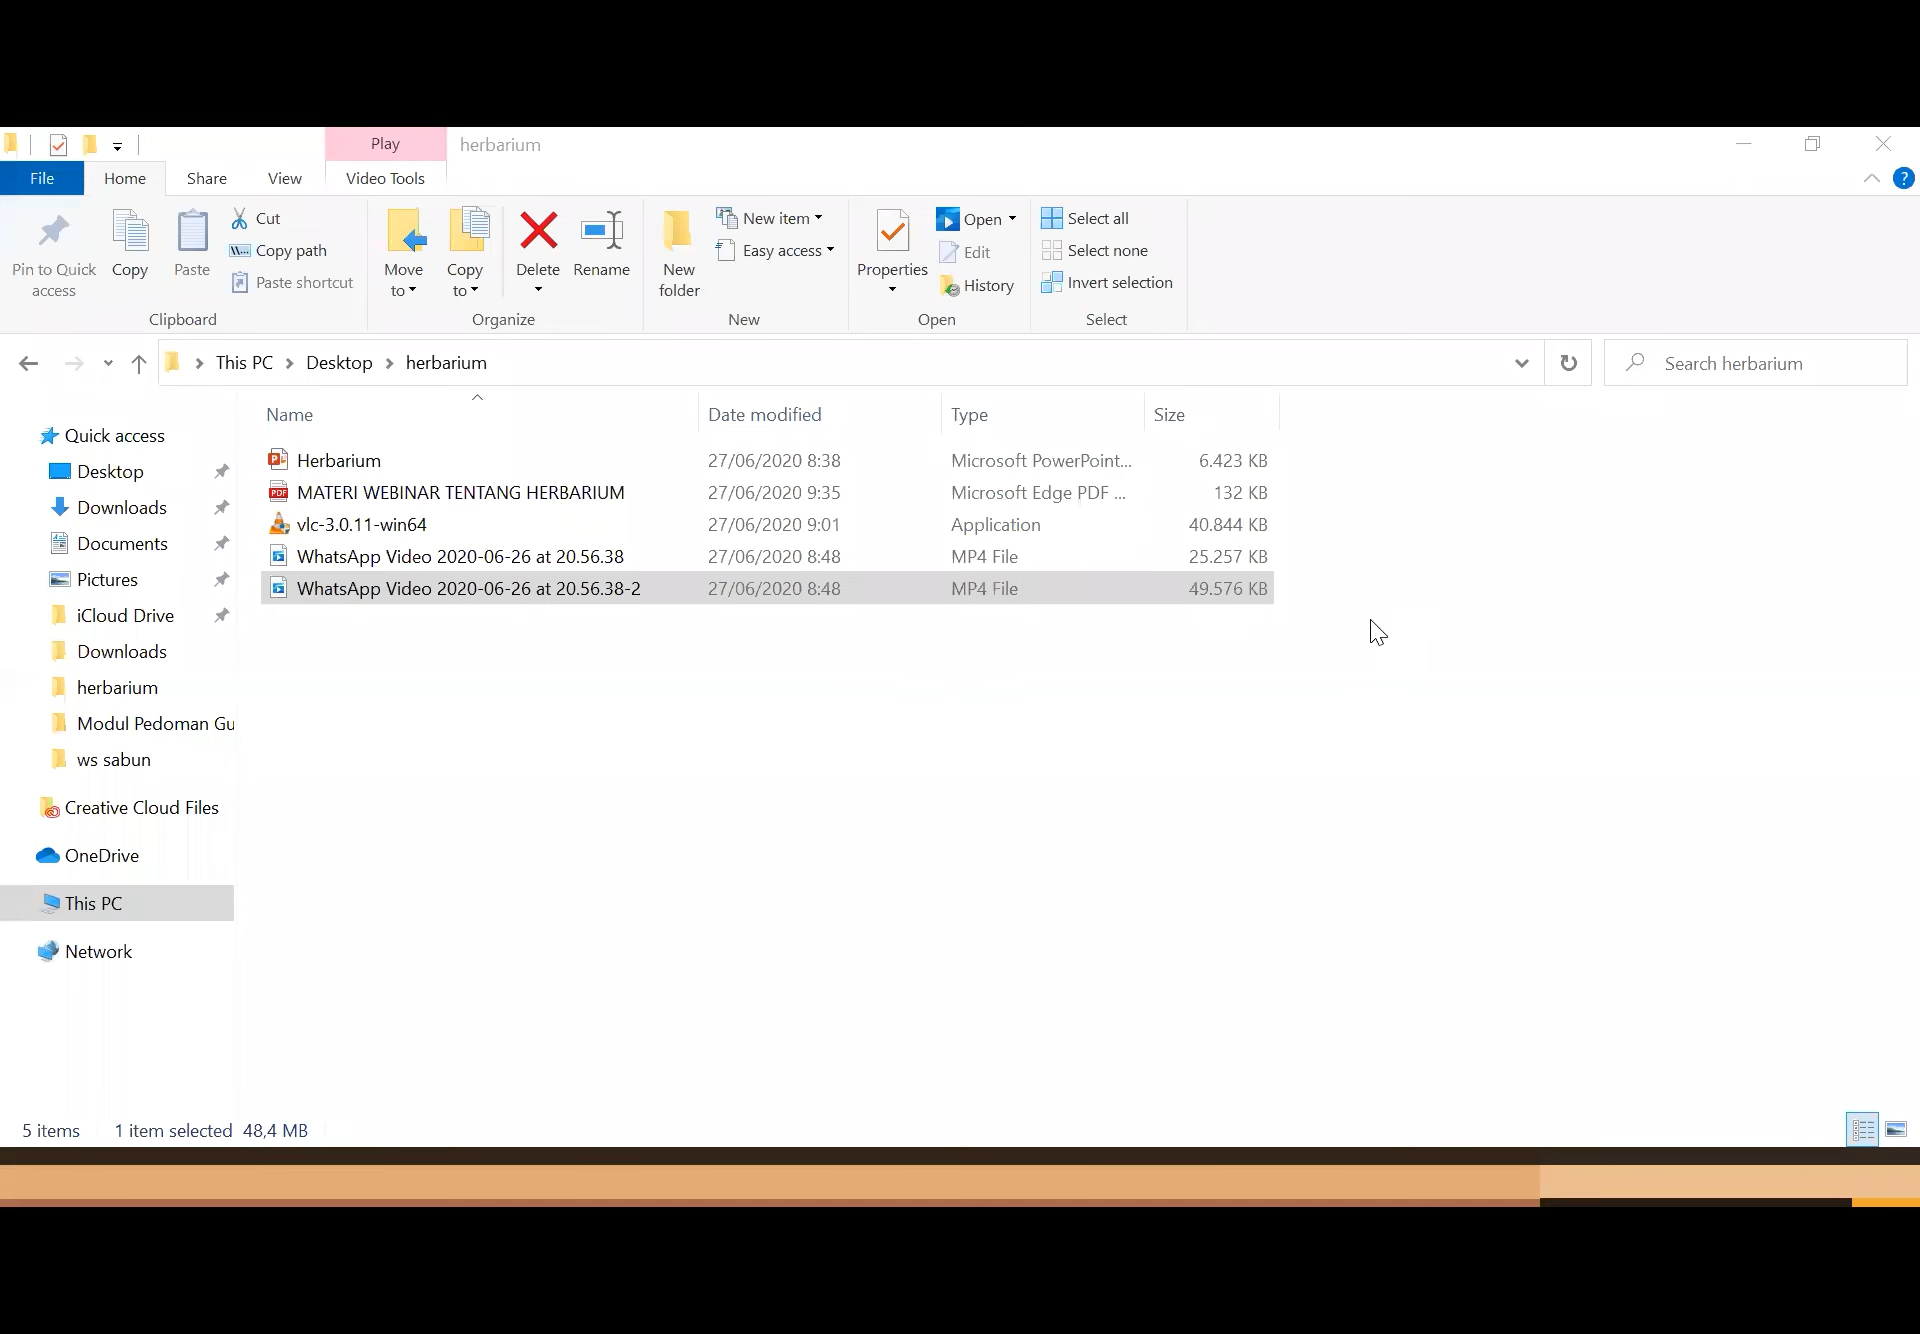 Play
herbarium
File
Home
Share
View
Video Tools
Pin to Quick access
Copy
Paste
Cut
Copy path
Paste shortcut
Clipboard
Move to
Copy to
Delete
Rename
Organize
New folder
New item
Easy access
New
Properties
Open
Edit
History
Open
Select all
Select none
Invert selection
Select
This PC
Desktop
herbarium
Search herbarium
Name
Date modified
Type
Size
Herbarium 27/06/2020 8:38 Microsoft PowerPoint... 6.423 KB
MATERI WEBINAR TENTANG HERBARIUM 27/06/2020 9:35 Microsoft Edge PDF ... 132 KB
vlc-3.0.11-win64 27/06/2020 9:01 Application 40.844 KB
WhatsApp Video 2020-06-26 at 20.56.38 27/06/2020 8:48 MP4 File 25.257 KB
WhatsApp Video 2020-06-26 at 20.56.38-2 27/06/2020 8:48 MP4 File 49.576 KB
Quick access
Desktop
Downloads
Documents
Pictures
iCloud Drive
Downloads
herbarium
Modul Pedoman Gu
ws sabun
Creative Cloud Files
OneDrive
This PC
Network
5 items 1 item selected 48,4 MB